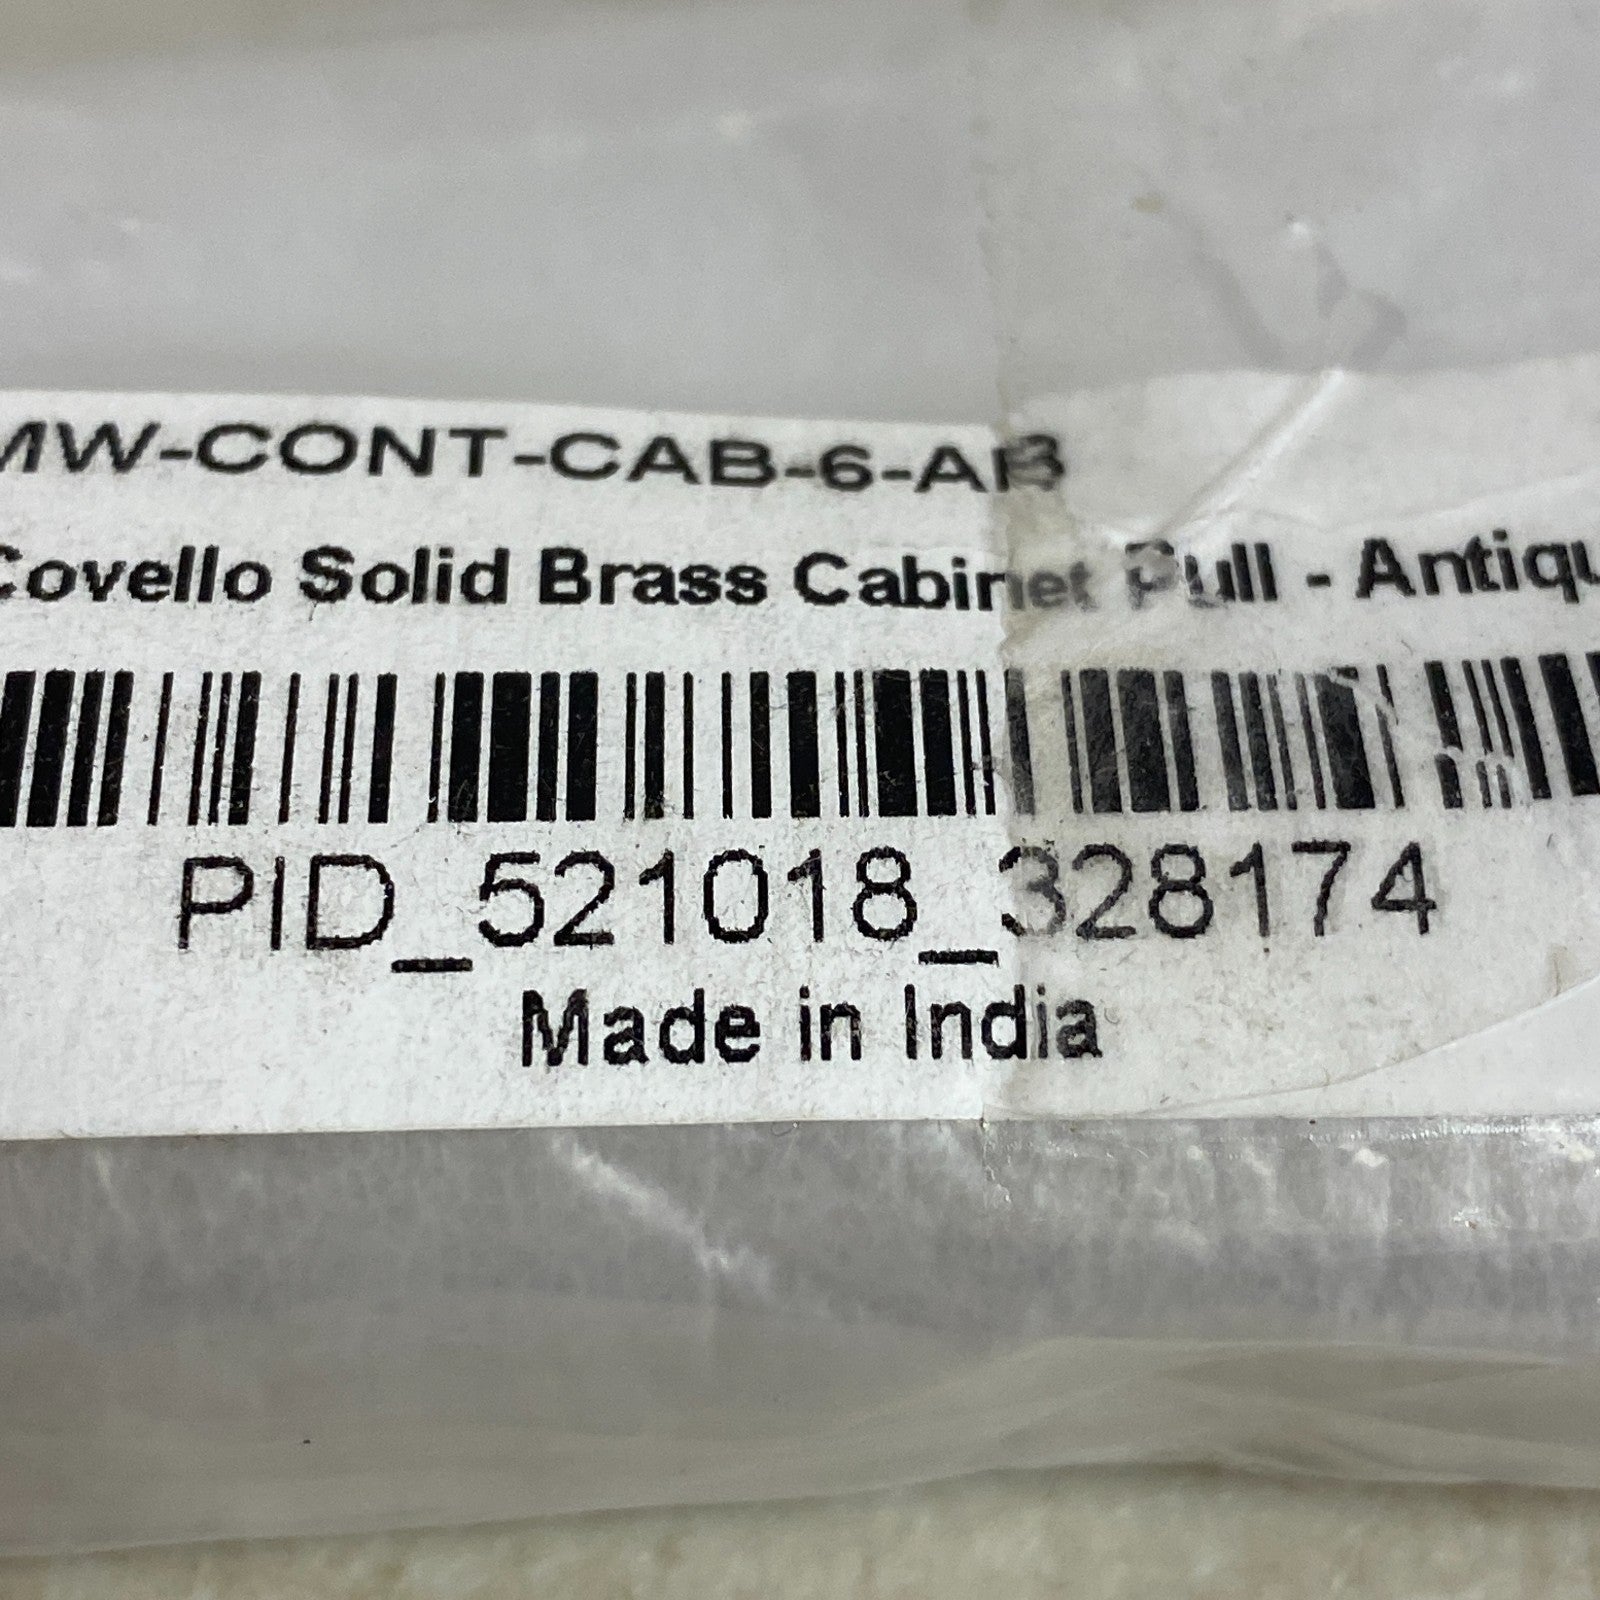 MW-CONT-CAB-6-AB
Covello Solid Brass Cabinet Pull - Antiqu
PID_521018_328174
Made in India